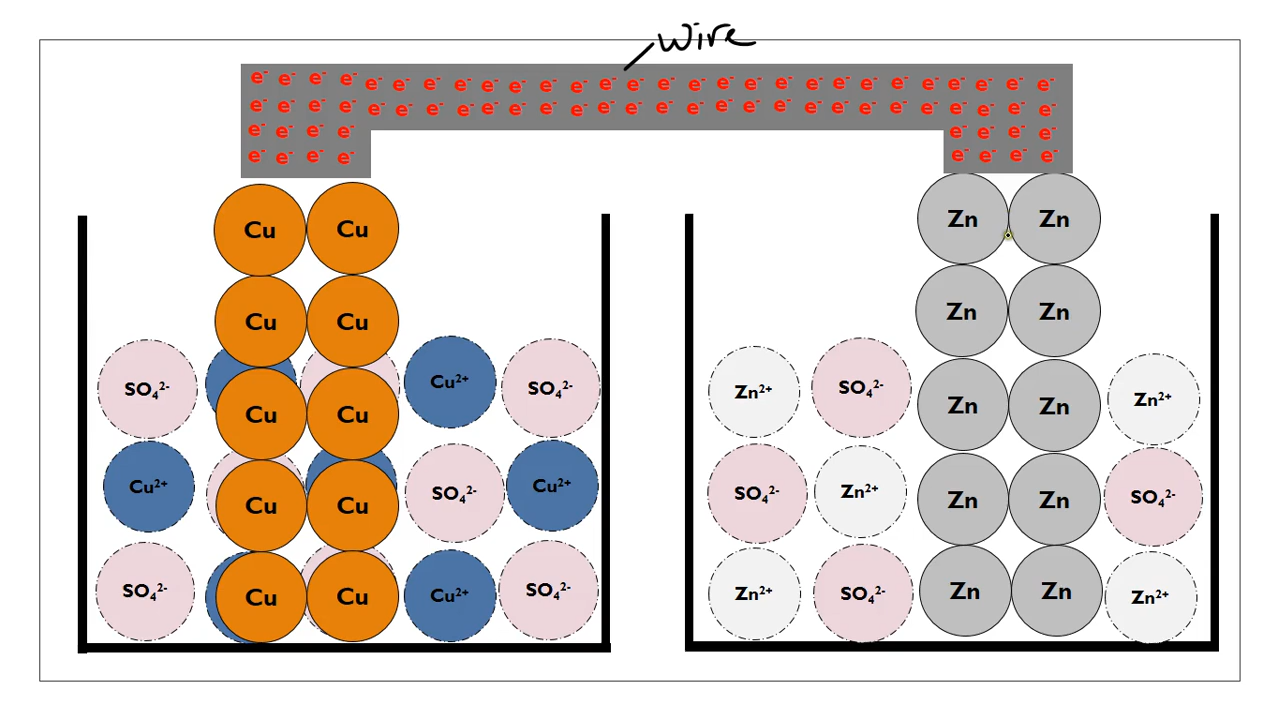 wire
e⁻ e⁻ e⁻ e⁻ e⁻ e⁻ e⁻ e⁻ e⁻ e⁻ e⁻ e⁻ e⁻ e⁻ e⁻ e⁻ e⁻ e⁻ e⁻ e⁻ e⁻ e⁻ e⁻ e⁻ e⁻ e⁻ e⁻ e⁻
e⁻ e⁻ e⁻ e⁻ e⁻ e⁻ e⁻ e⁻ e⁻ e⁻ e⁻ e⁻ e⁻ e⁻ e⁻ e⁻ e⁻ e⁻ e⁻ e⁻ e⁻ e⁻ e⁻ e⁻ e⁻ e⁻ e⁻ e⁻
e⁻ e⁻ e⁻ e⁻ e⁻ e⁻ e⁻ e⁻
e⁻ e⁻ e⁻ e⁻ e⁻ e⁻ e⁻ e⁻
Cu Cu Zn Zn
Cu Cu Zn Zn
SO₄²⁻ Cu²⁺ SO₄²⁻ Zn²⁺ SO₄²⁻ Zn²⁺
Cu Cu Zn Zn
Cu²⁺ SO₄²⁻ Cu²⁺ SO₄²⁻ Zn²⁺ SO₄²⁻
Cu Cu Zn Zn
SO₄²⁻ Cu Cu Cu²⁺ SO₄²⁻ Zn²⁺ SO₄²⁻ Zn Zn Zn²⁺